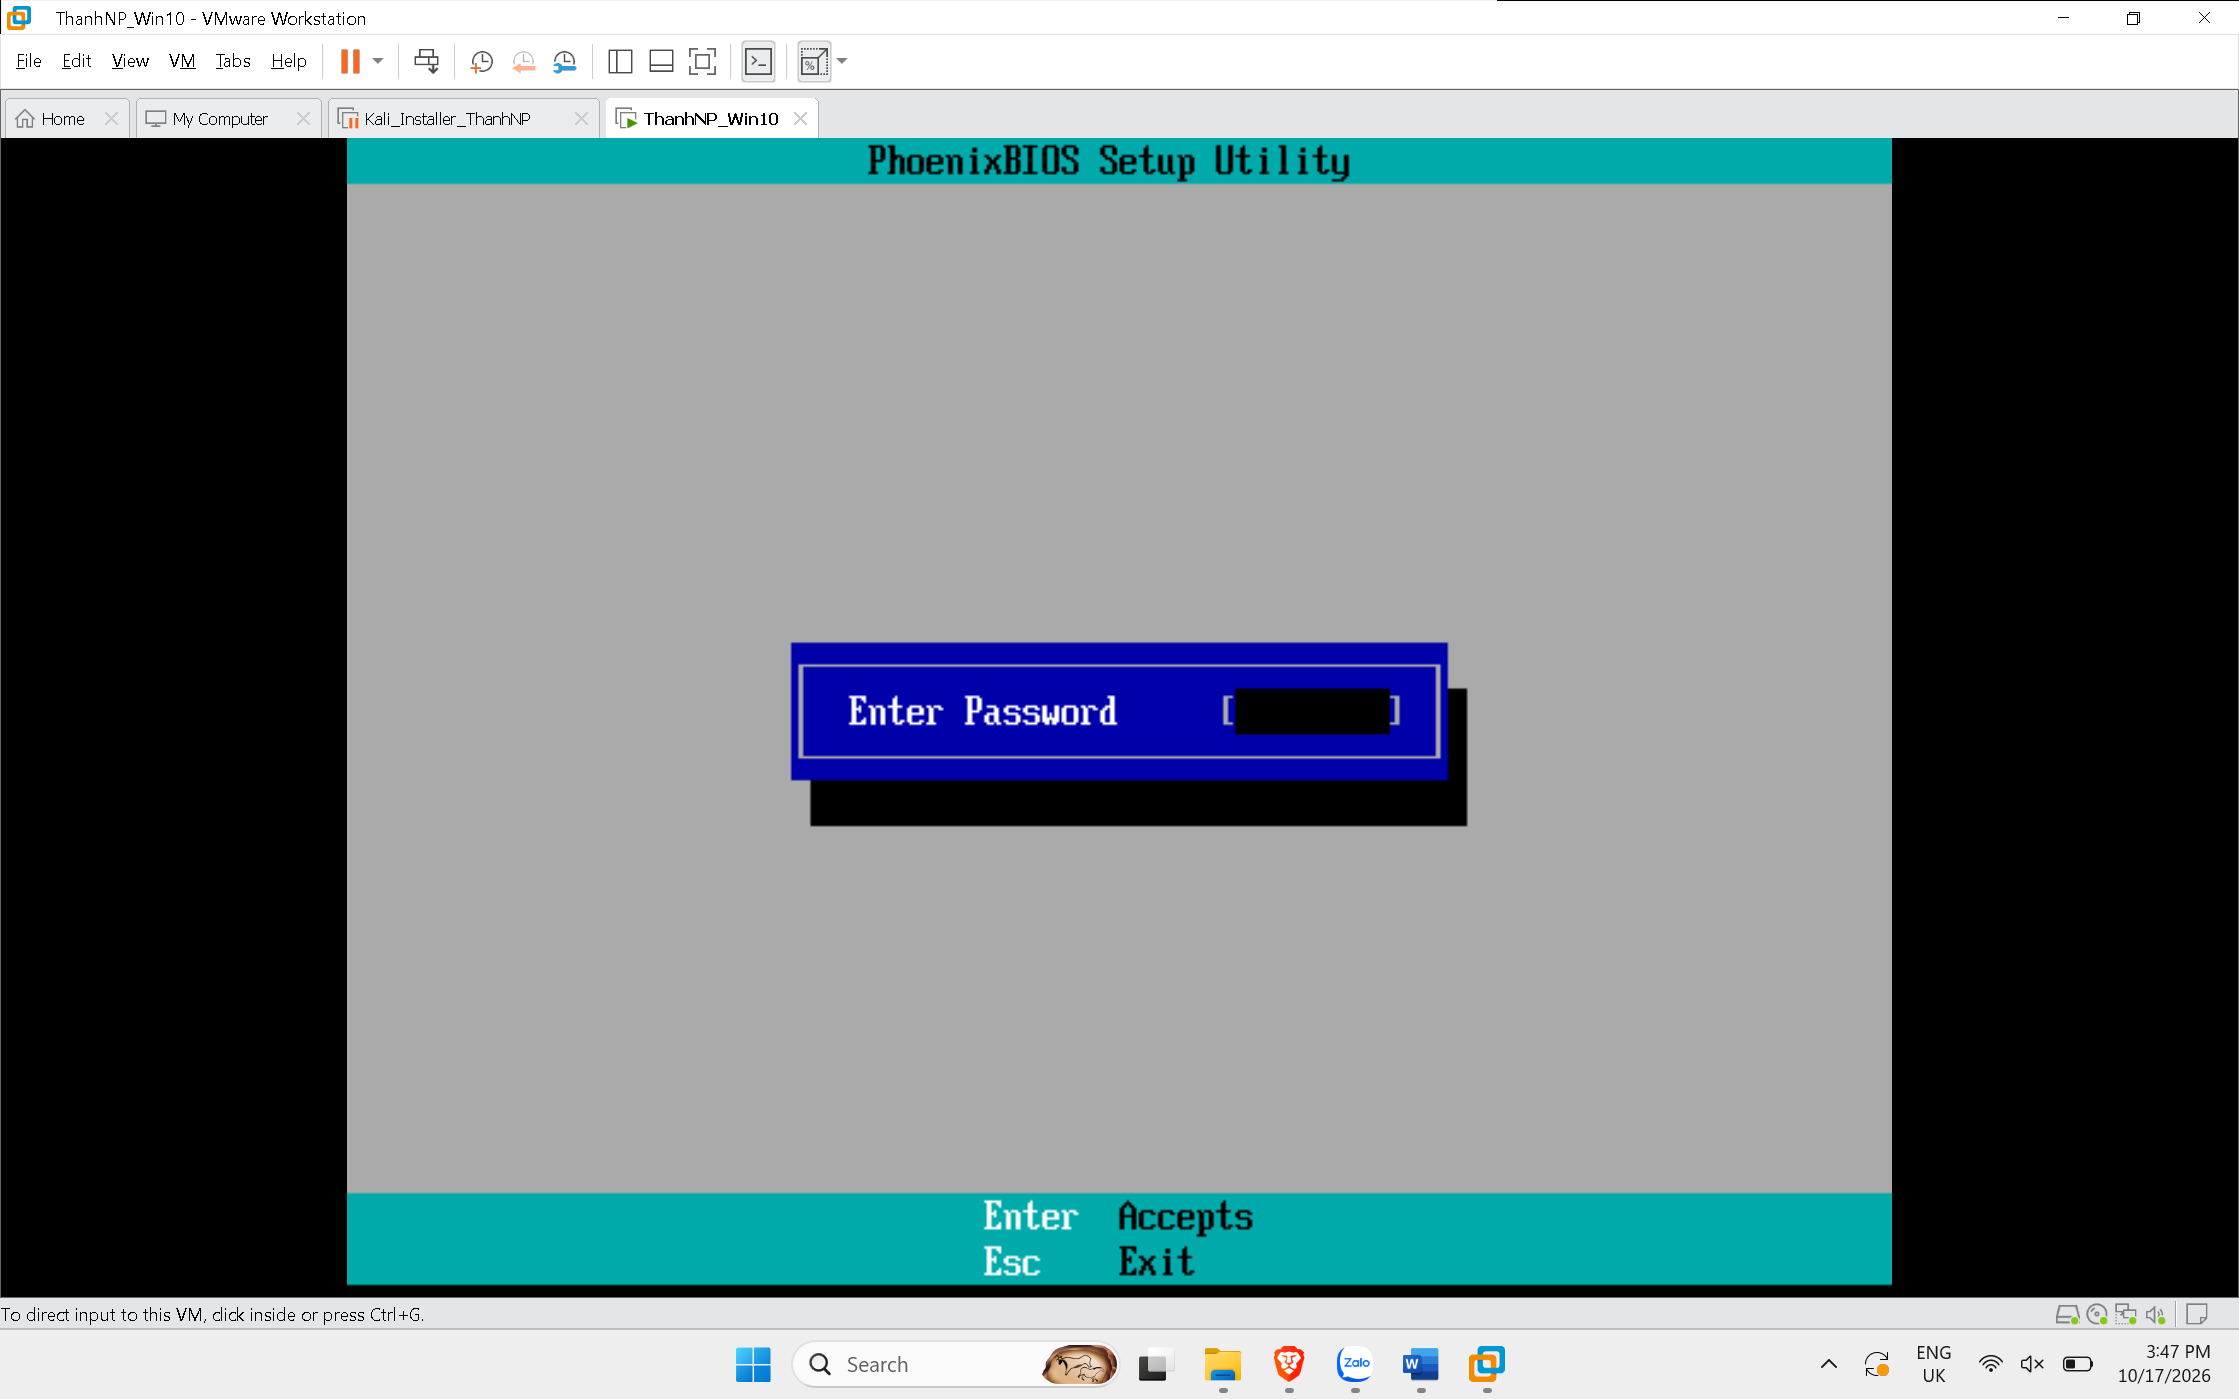 ThanhNP_Win10 - VMware Workstation
File Edit View VM Tabs Help
Home My Computer Kali_Installer_ThanhNP ThanhNP_Win10
PhoenixBIOS Setup Utility
Enter Password [ ]
Enter Accepts
Esc Exit
To direct input to this VM, click inside or press Ctrl+G.
Search
Zalo
W
ENG
UK
3:47 PM
10/17/2026